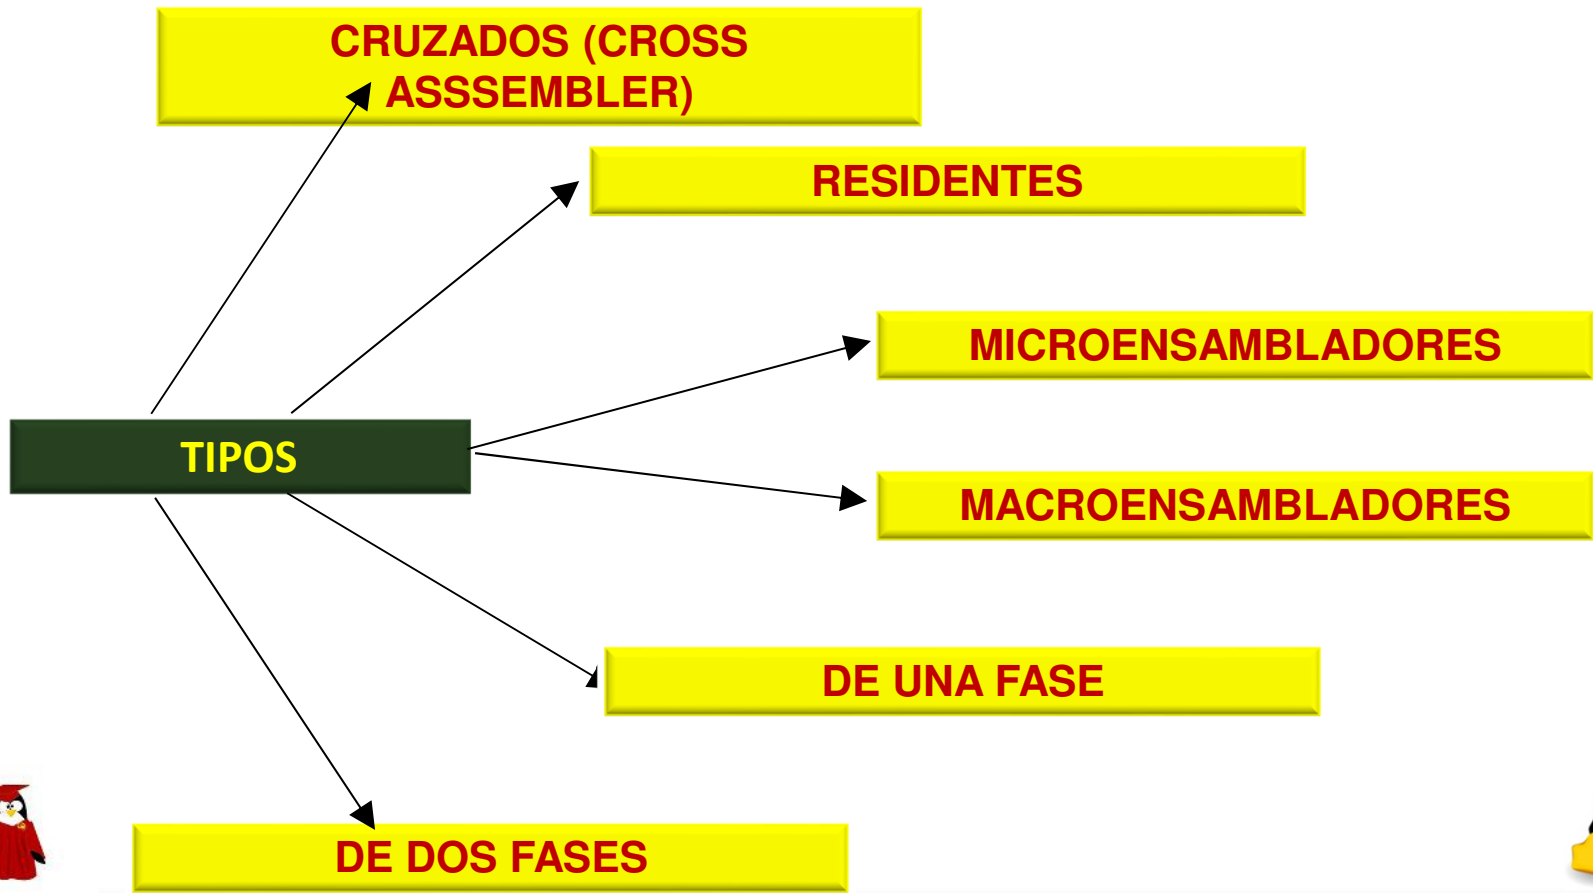 CRUZADOS (CROSS
ASSSEMBLER)
RESIDENTES
MICROENSAMBLADORES
TIPOS
MACROENSAMBLADORES
DE UNA FASE
DE DOS FASES